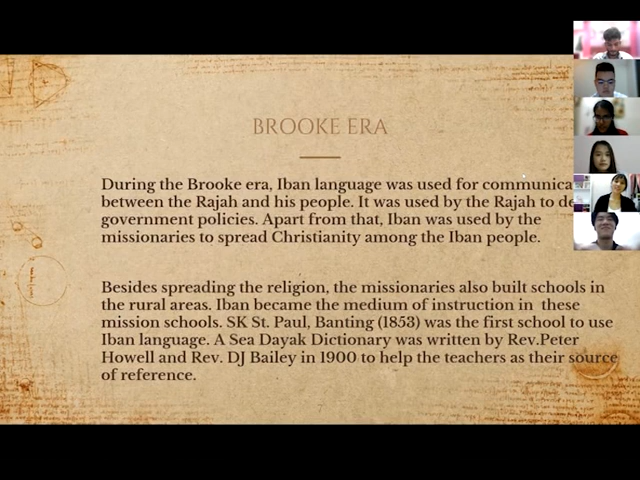 BROOKE ERA
During the Brooke era, Iban language was used for communica
between the Rajah and his people. It was used by the Rajah to de
government policies. Apart from that, Iban was used by the
missionaries to spread Christianity among the Iban people.
Besides spreading the religion, the missionaries also built schools in
the rural areas. Iban became the medium of instruction in these
mission schools. SK St. Paul, Banting (1853) was the first school to use
Iban language. A Sea Dayak Dictionary was written by Rev.Peter
Howell and Rev. DJ Bailey in 1900 to help the teachers as their source
of reference.